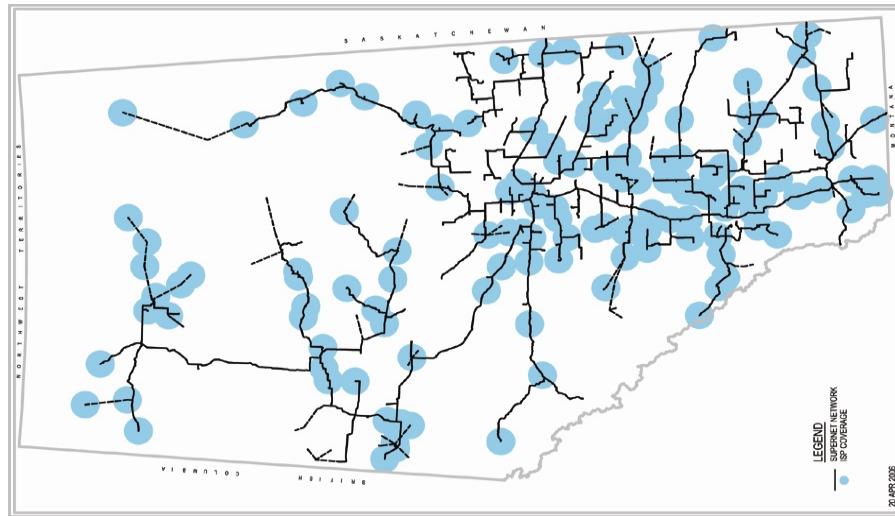 SASKATCHEWAN
NORTHWEST TERRITORIES
MONTANA
BRITISH COLUMBIA
LEGEND
SUPERNET NETWORK
ISP COVERAGE
20 APR 2006